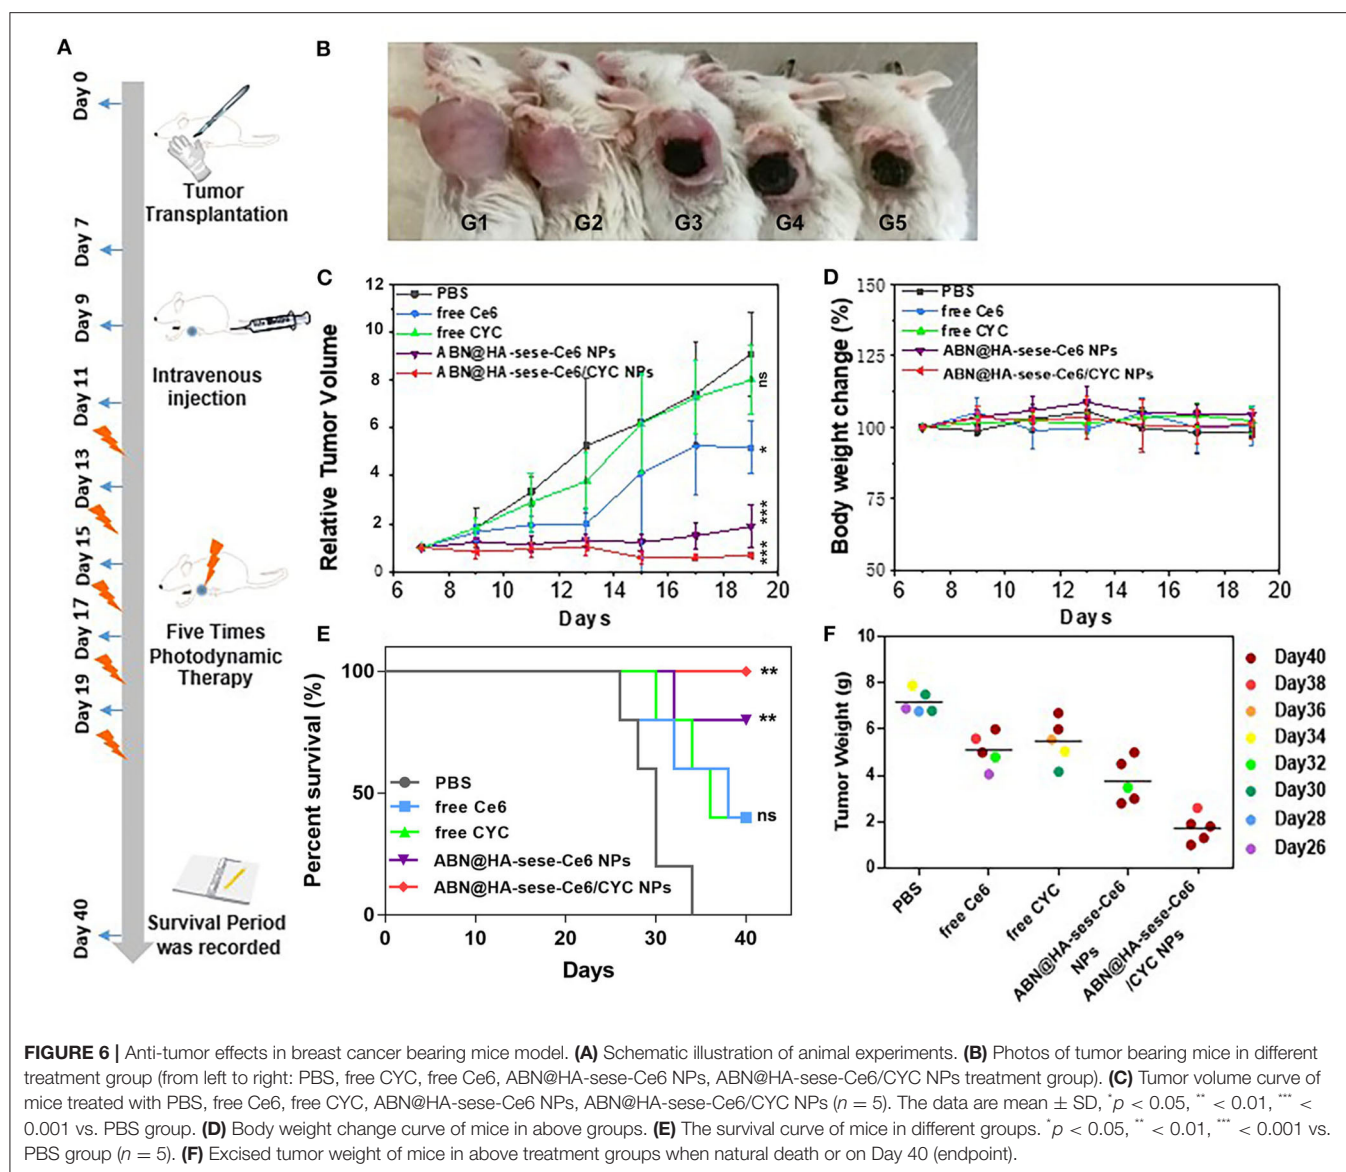 A
Day 0
Day 7
Day 9
Day 11
Day 13
Day 15
Day 17
Day 19
Day 40
Tumor
Transplantation
Intravenous
injection
Five Times
Photodynamic
Therapy
Survival Period
was recorded
B
G1 G2 G3 G4 G5
C
Relative Tumor Volume
12
10
8
6
4
2
0
PBS
free Ce6
free CYC
ABN@HA-sese-Ce6 NPs
ABN@HA-sese-Ce6/CYC NPs
ns
*
***
***
6 8 10 12 14 16 18 20
Days
D
Body weight change (%)
150
125
100
75
50
PBS
free Ce6
free CYC
ABN@HA-sese-Ce6 NPs
ABN@HA-sese-Ce6/CYC NPs
6 8 10 12 14 16 18 20
Days
E
Percent survival (%)
100
50
0
**
**
ns
PBS
free Ce6
free CYC
ABN@HA-sese-Ce6 NPs
ABN@HA-sese-Ce6/CYC NPs
0 10 20 30 40
Days
F
Tumor Weight (g)
10
8
6
4
2
0
PBS
free Ce6
free CYC
ABN@HA-sese-Ce6
NPs
ABN@HA-sese-Ce6
/CYC NPs
Day40
Day38
Day36
Day34
Day32
Day30
Day28
Day26
FIGURE 6 | Anti-tumor effects in breast cancer bearing mice model. (A) Schematic illustration of animal experiments. (B) Photos of tumor bearing mice in different
treatment group (from left to right: PBS, free CYC, free Ce6, ABN@HA-sese-Ce6 NPs, ABN@HA-sese-Ce6/CYC NPs treatment group). (C) Tumor volume curve of
mice treated with PBS, free Ce6, free CYC, ABN@HA-sese-Ce6 NPs, ABN@HA-sese-Ce6/CYC NPs (n = 5). The data are mean ± SD, *p < 0.05, ** < 0.01, *** <
0.001 vs. PBS group. (D) Body weight change curve of mice in above groups. (E) The survival curve of mice in different groups. *p < 0.05, ** < 0.01, *** < 0.001 vs.
PBS group (n = 5). (F) Excised tumor weight of mice in above treatment groups when natural death or on Day 40 (endpoint).